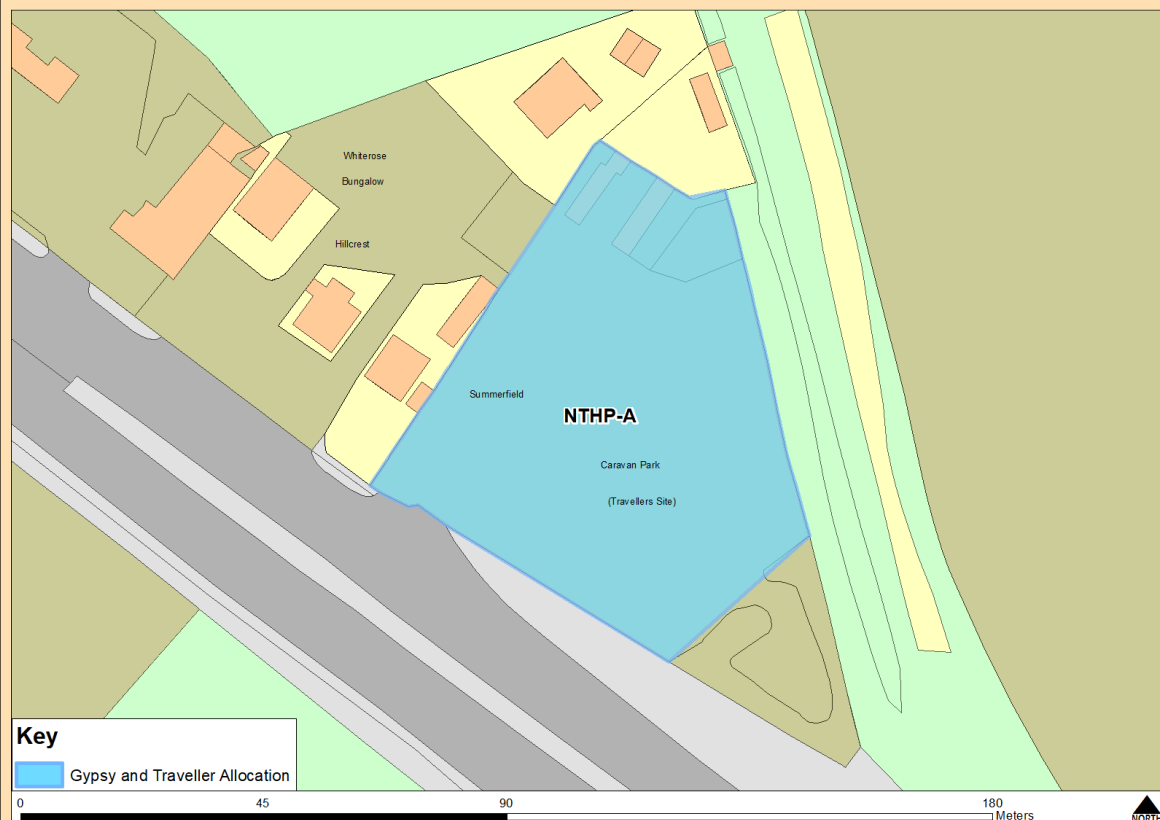 Whiterose
Bungalow
Hillcrest
Summerfield
NTHP-A
Caravan Park
(Travellers Site)
Key
Gypsy and Traveller Allocation
0 45 90 180
Meters
NORTH